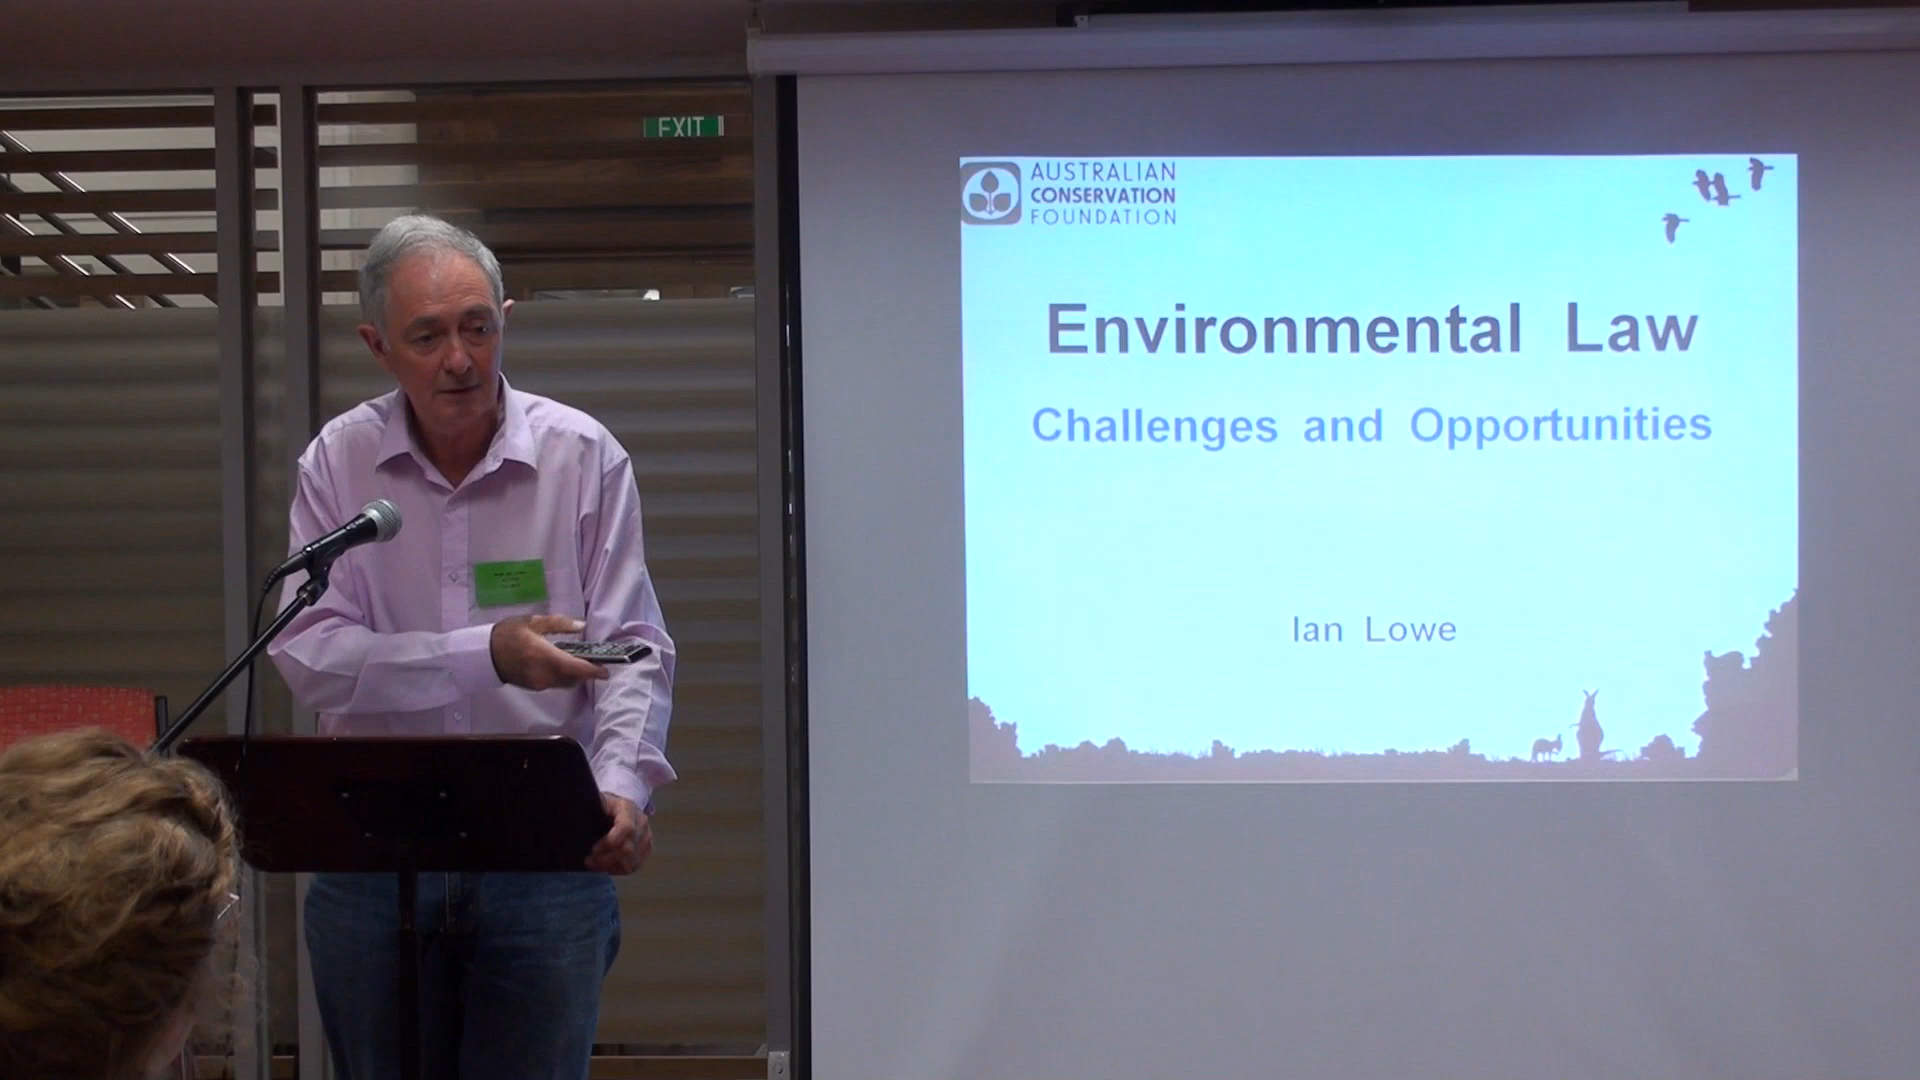 EXIT
AUSTRALIAN
CONSERVATION
FOUNDATION
Environmental Law
Challenges and Opportunities
Ian Lowe